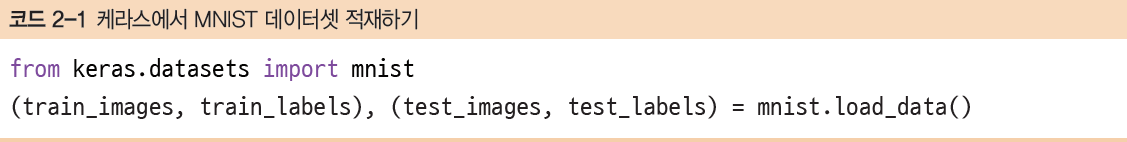 코드 2-1 케라스에서 MNIST 데이터셋 적재하기
from keras.datasets import mnist
(train_images, train_labels), (test_images, test_labels) = mnist.load_data()